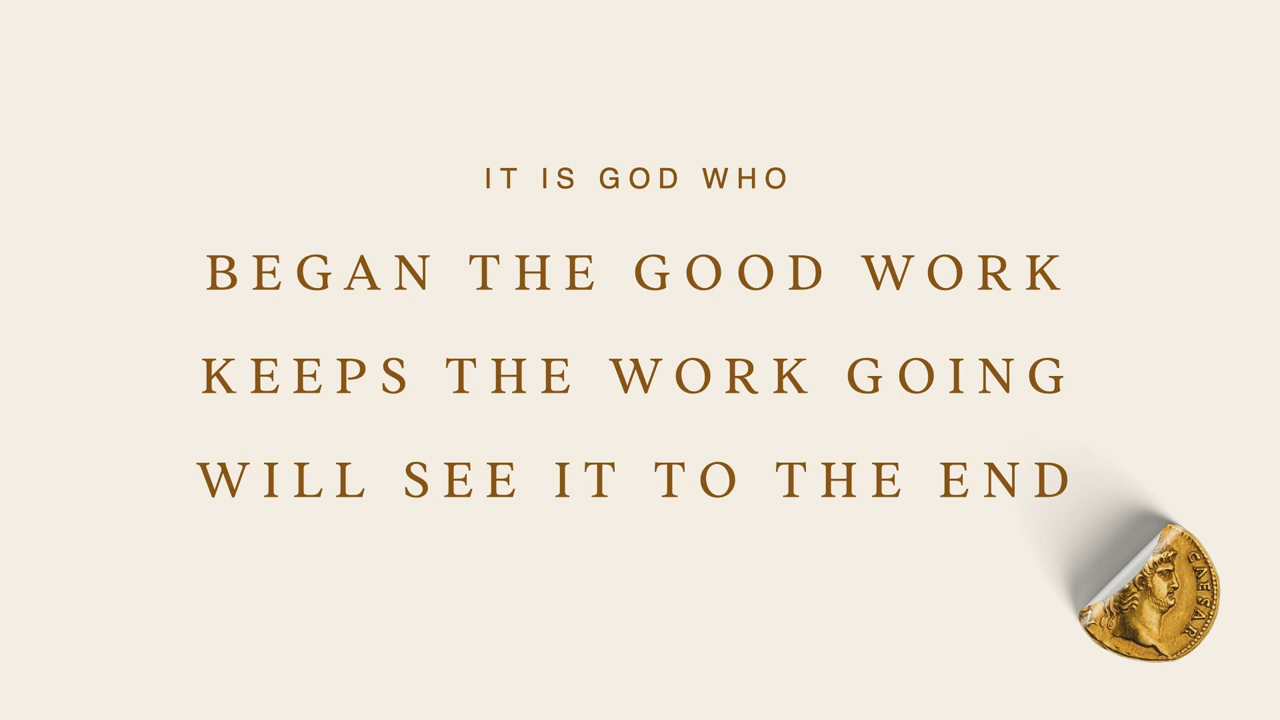 IT IS GOD WHO
BEGAN THE GOOD WORK
KEEPS THE WORK GOING
WILL SEE IT TO THE END
CAESAR